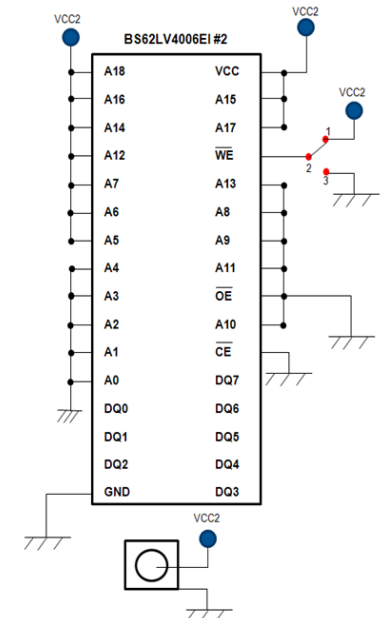 VCC2
VCC2
BS62LV4006EI #2
A18 VCC
A16 A15
VCC2
A14 A17
1
A12 WE
2
A7 A13
3
A6 A8
A5 A9
A4 A11
A3 OE
A2 A10
A1 CE
A0 DQ7
DQ0 DQ6
DQ1 DQ5
DQ2 DQ4
GND DQ3
VCC2